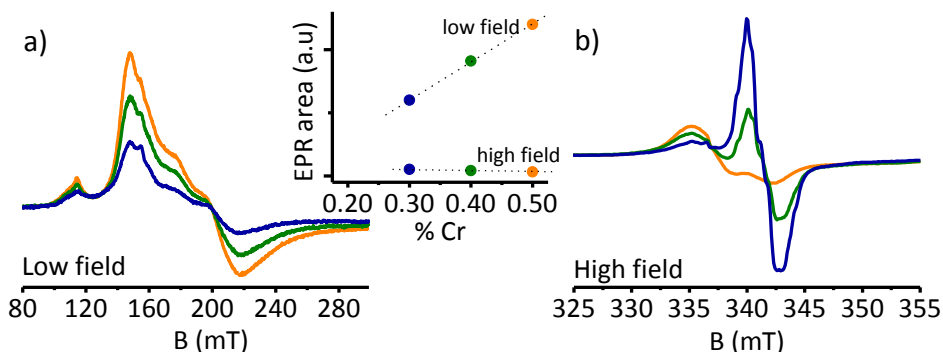 a)
Low field
80 120 160 200 240 280
B (mT)
EPR area (a.u)
low field
high field
0.20 0.30 0.40 0.50
% Cr
b)
High field
325 330 335 340 345 350 355
B (mT)